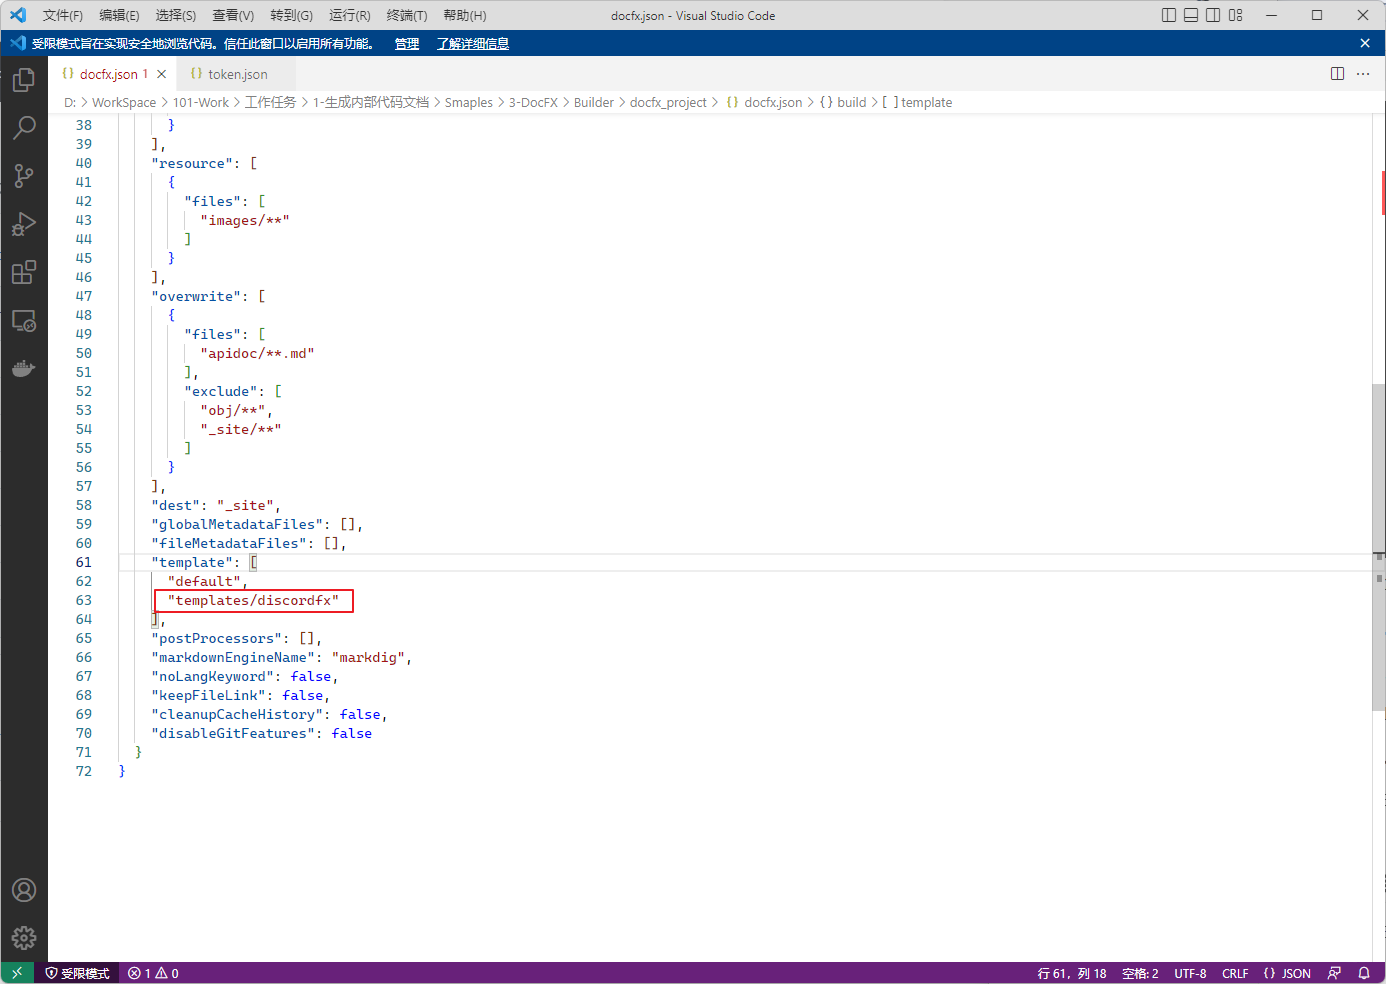 文件(F) 编辑(E) 选择(S) 查看(V) 转到(G) 运行(R) 终端(T) 帮助(H) docfx.json - Visual Studio Code
受限模式旨在实现安全地浏览代码。信任此窗口以启用所有功能。 管理 了解详细信息
{} docfx.json 1 {} token.json
D: > WorkSpace > 101-Work > 工作任务 > 1-生成内部代码文档 > Smaples > 3-DocFX > Builder > docfx_project > {} docfx.json > {} build > [ ] template
38 }
39 ],
40 "resource": [
41 {
42 "files": [
43 "images/**"
44 ]
45 }
46 ],
47 "overwrite": [
48 {
49 "files": [
50 "apidoc/**.md"
51 ],
52 "exclude": [
53 "obj/**",
54 "_site/**"
55 ]
56 }
57 ],
58 "dest": "_site",
59 "globalMetadataFiles": [],
60 "fileMetadataFiles": [],
61 "template": [
62 "default",
63 "templates/discordfx"
64 ],
65 "postProcessors": [],
66 "markdownEngineName": "markdig",
67 "noLangKeyword": false,
68 "keepFileLink": false,
69 "cleanupCacheHistory": false,
70 "disableGitFeatures": false
71 }
72 }
受限模式 1 0 行 61, 列 18 空格: 2 UTF-8 CRLF {} JSON